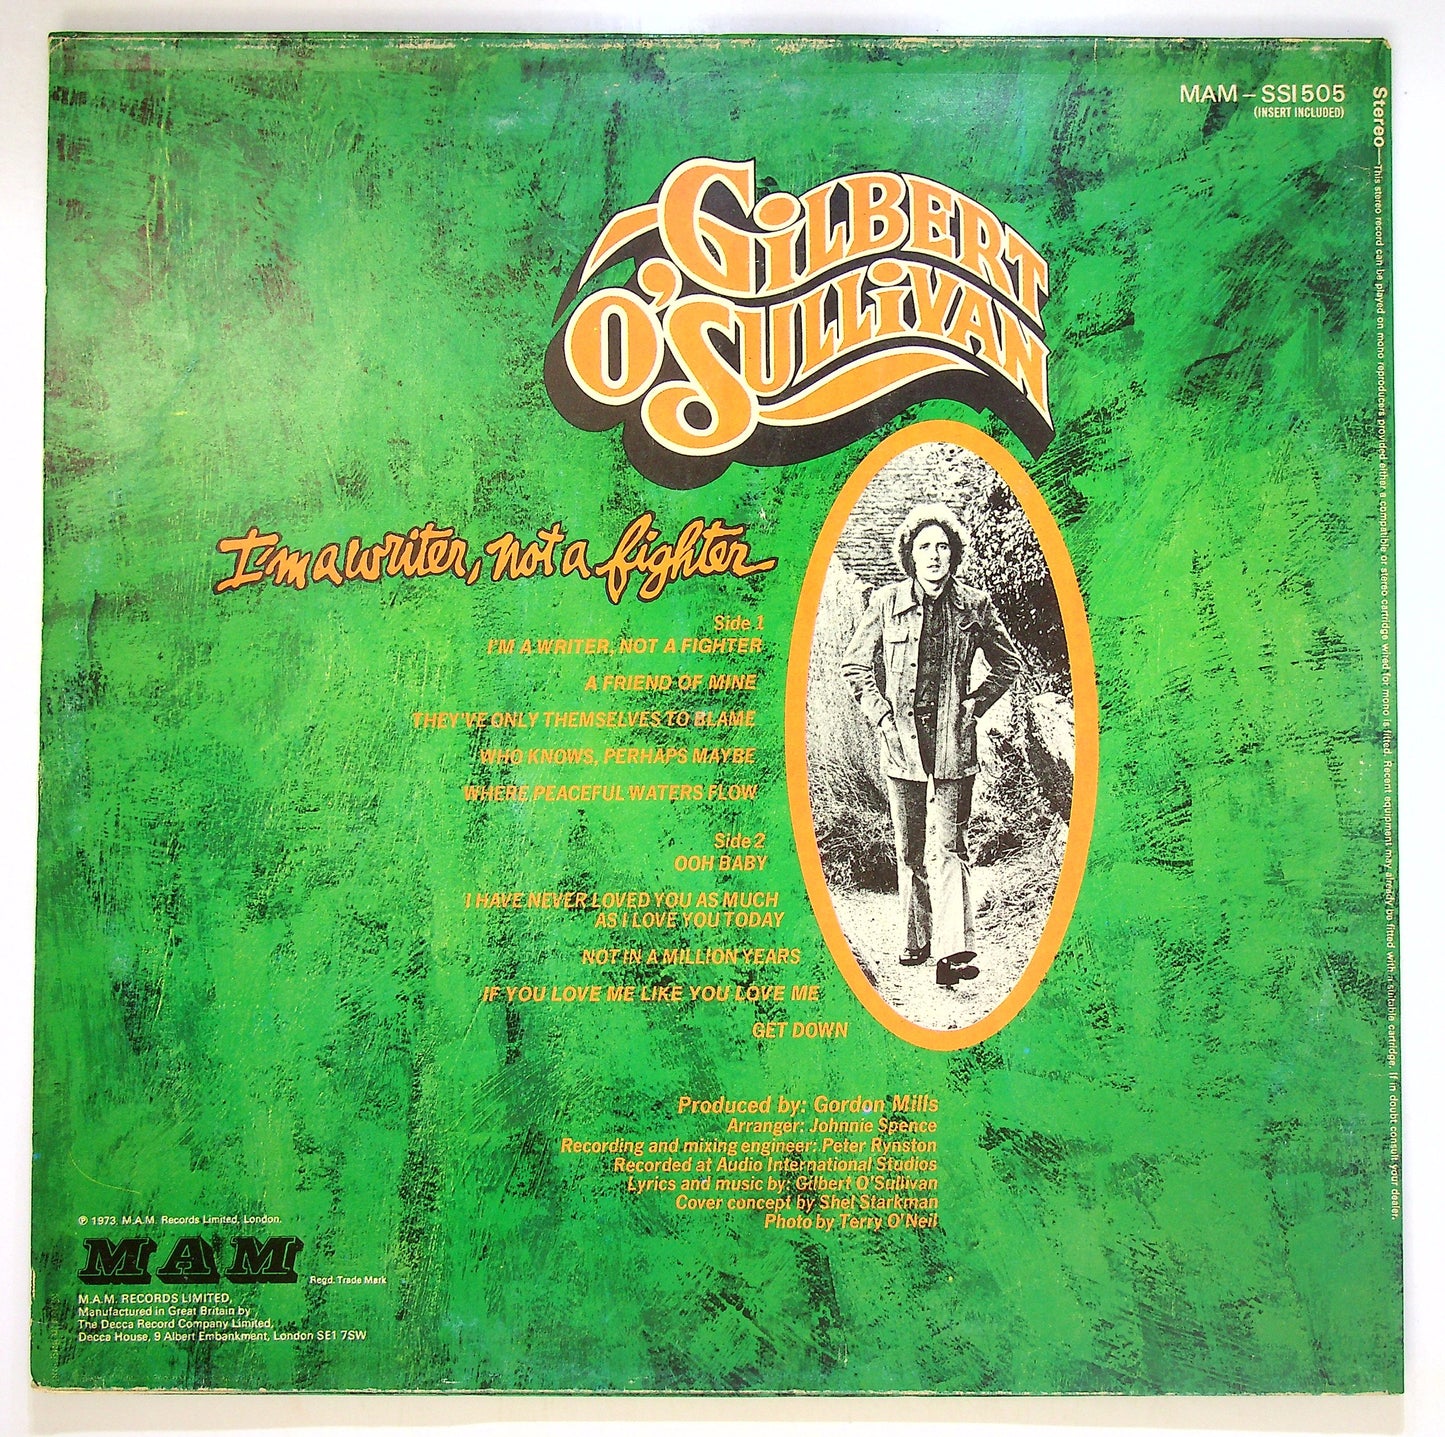 MAM – SS1505
(INSERT INCLUDED)
Stereo—This stereo record can be played on mono reproducers provided either a compatible or stereo cartridge wired for mono is fitted. Recent equipment may already be fitted with a suitable cartridge. If in doubt consult your dealer.
GiLBERT
O'SULLiVAN
I'm a writer, not a fighter
Side 1
I'M A WRITER, NOT A FIGHTER
A FRIEND OF MINE
THEY'VE ONLY THEMSELVES TO BLAME
WHO KNOWS, PERHAPS MAYBE
WHERE PEACEFUL WATERS FLOW
Side 2
OOH BABY
I HAVE NEVER LOVED YOU AS MUCH
AS I LOVE YOU TODAY
NOT IN A MILLION YEARS
IF YOU LOVE ME LIKE YOU LOVE ME
GET DOWN
Produced by: Gordon Mills
Arranger: Johnnie Spence
Recording and mixing engineer: Peter Rynston
Recorded at Audio International Studios
Lyrics and music by: Gilbert O'Sullivan
Cover concept by Shel Starkman
Photo by Terry O'Neil
℗ 1973 M.A.M. Records Limited, London.
MAM
Regd. Trade Mark
M.A.M. RECORDS LIMITED,
Manufactured in Great Britain by
The Decca Record Company Limited,
Decca House, 9 Albert Embankment, London SE1 7SW